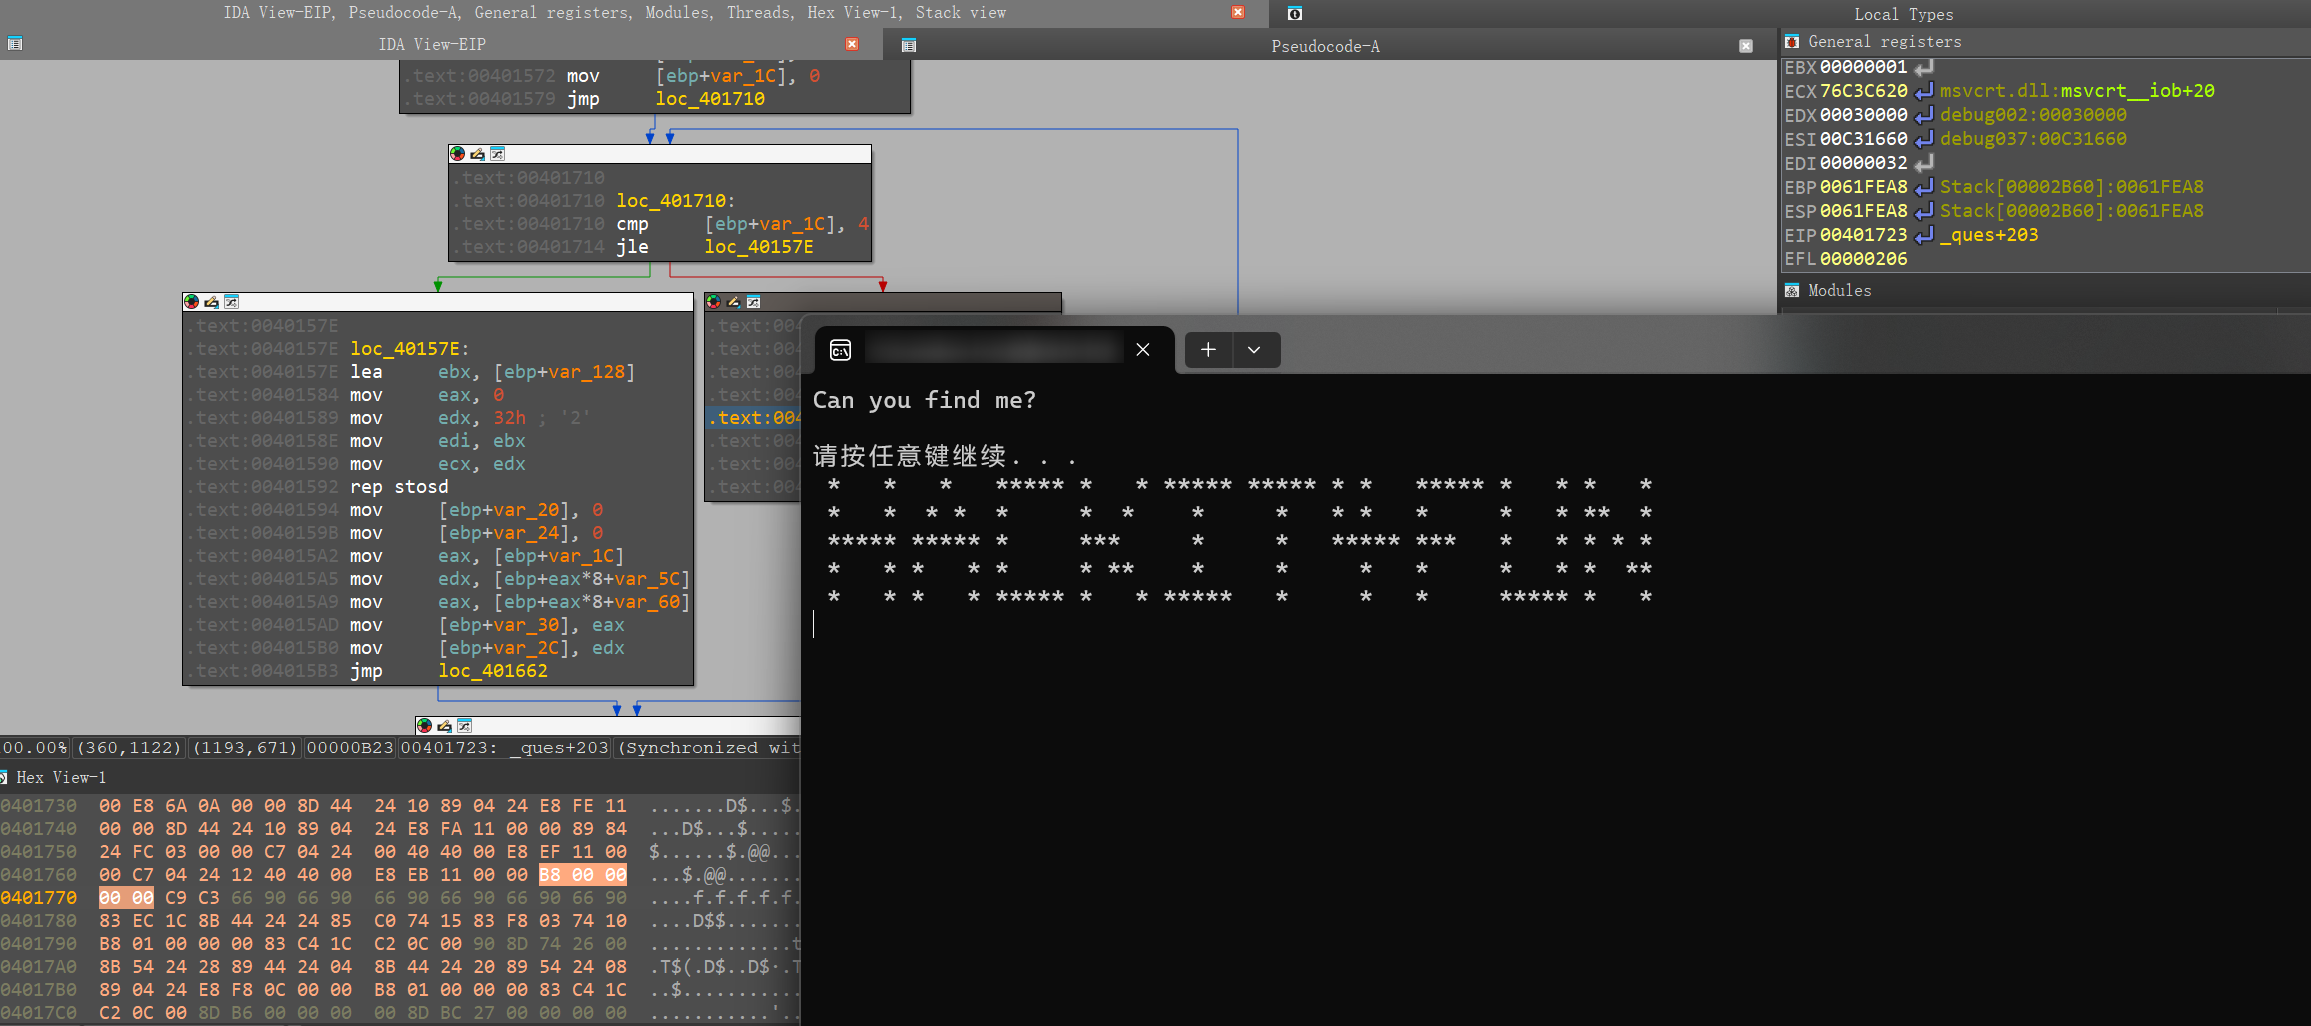 IDA View-EIP, Pseudocode-A, General registers, Modules, Threads, Hex View-1, Stack view
Local Types
IDA View-EIP
Pseudocode-A
.text:00401572 mov [ebp+var_1C], 0
.text:00401579 jmp loc_401710
.text:00401710
.text:00401710 loc_401710:
.text:00401710 cmp [ebp+var_1C], 4
.text:00401714 jle loc_40157E
.text:0040157E
.text:0040157E loc_40157E:
.text:0040157E lea ebx, [ebp+var_128]
.text:00401584 mov eax, 0
.text:00401589 mov edx, 32h ; '2'
.text:0040158E mov edi, ebx
.text:00401590 mov ecx, edx
.text:00401592 rep stosd
.text:00401594 mov [ebp+var_20], 0
.text:0040159B mov [ebp+var_24], 0
.text:004015A2 mov eax, [ebp+var_1C]
.text:004015A5 mov edx, [ebp+eax*8+var_5C]
.text:004015A9 mov eax, [ebp+eax*8+var_60]
.text:004015AD mov [ebp+var_30], eax
.text:004015B0 mov [ebp+var_2C], edx
.text:004015B3 jmp loc_401662
General registers
EBX 00000001
ECX 76C3C620 msvcrt.dll:msvcrt__iob+20
EDX 00030000 debug002:00030000
ESI 00C31660 debug037:00C31660
EDI 00000032
EBP 0061FEA8 Stack[00002B60]:0061FEA8
ESP 0061FEA8 Stack[00002B60]:0061FEA8
EIP 00401723 _ques+203
EFL 00000206
Modules
Can you find me?
请按任意键继续. . .
 *   *   *   ***** *   * ***** ***** * *   ***** *   * *   *
 *   *  * *  *     *  *    *     *   * *   *     *   * **  *
 ***** ***** *     ***     *     *   ***** ***   *   * * * *
 *   * *   * *     * **    *     *     *   *     *   * *  **
 *   * *   * ***** *   * *****   *     *   *     ***** *   *
00.00% (360,1122) (1193,671) 00000B23 00401723: _ques+203 (Synchronized wit
Hex View-1
0401730 00 E8 6A 0A 00 00 8D 44 24 10 89 04 24 E8 FE 11 .......D$...$.
0401740 00 00 8D 44 24 10 89 04 24 E8 FA 11 00 00 89 84 ...D$...$.....
0401750 24 FC 03 00 00 C7 04 24 00 40 40 00 E8 EF 11 00 $......$.@@...
0401760 00 C7 04 24 12 40 40 00 E8 EB 11 00 00 B8 00 00 ...$.@@.......
0401770 00 00 C9 C3 66 90 66 90 66 90 66 90 66 90 66 90 ....f.f.f.f.f.
0401780 83 EC 1C 8B 44 24 24 85 C0 74 15 83 F8 03 74 10 ....D$$.......
0401790 B8 01 00 00 00 83 C4 1C C2 0C 00 90 8D 74 26 00 .............t
04017A0 8B 54 24 28 89 44 24 04 8B 44 24 20 89 54 24 08 .T$(.D$..D$·.T
04017B0 89 04 24 E8 F8 0C 00 00 B8 01 00 00 00 83 C4 1C ..$...........
04017C0 C2 0C 00 8D B6 00 00 00 00 8D BC 27 00 00 00 00 ...........'..